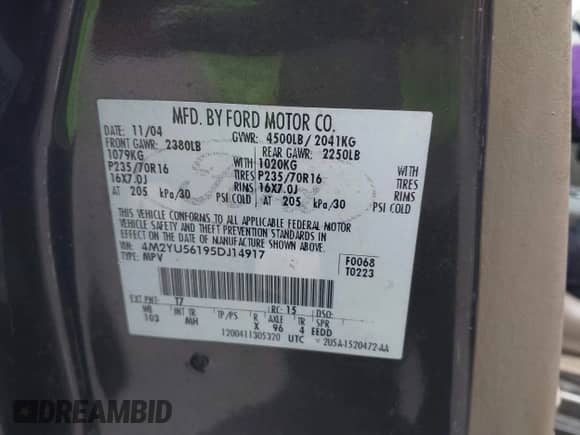 MFD. BY FORD MOTOR CO.
DATE: 11/04 GVWR: 4500LB/ 2041KG
FRONT GAWR: 2380LB REAR GAWR: 2250LB
1079KG WITH 1020KG WITH
P235/70R16 TIRES P235/70R16 TIRES
16X7.0J RIMS 16X7.0J RIMS
AT 205 kPa/30 PSI COLD AT 205 kPa/30 PSI COLD
THIS VEHICLE CONFORMS TO ALL APPLICABLE FEDERAL MOTOR
VEHICLE SAFETY AND THEFT PREVENTION STANDARDS IN EFFECT
ON THE DATE OF MANUFACTURE SHOWN ABOVE.
VIN: 4M2YU56195DJ14917 F0068
TYPE: MPV T0223
EXT PNT: T7 RC: 15 DSO:
WB INT TR TP/PS R AXLE TR SPR
103 MH X 96 4 EEDD
1200411305320 UTC 2U5A-1520472-AA
DREAMBID